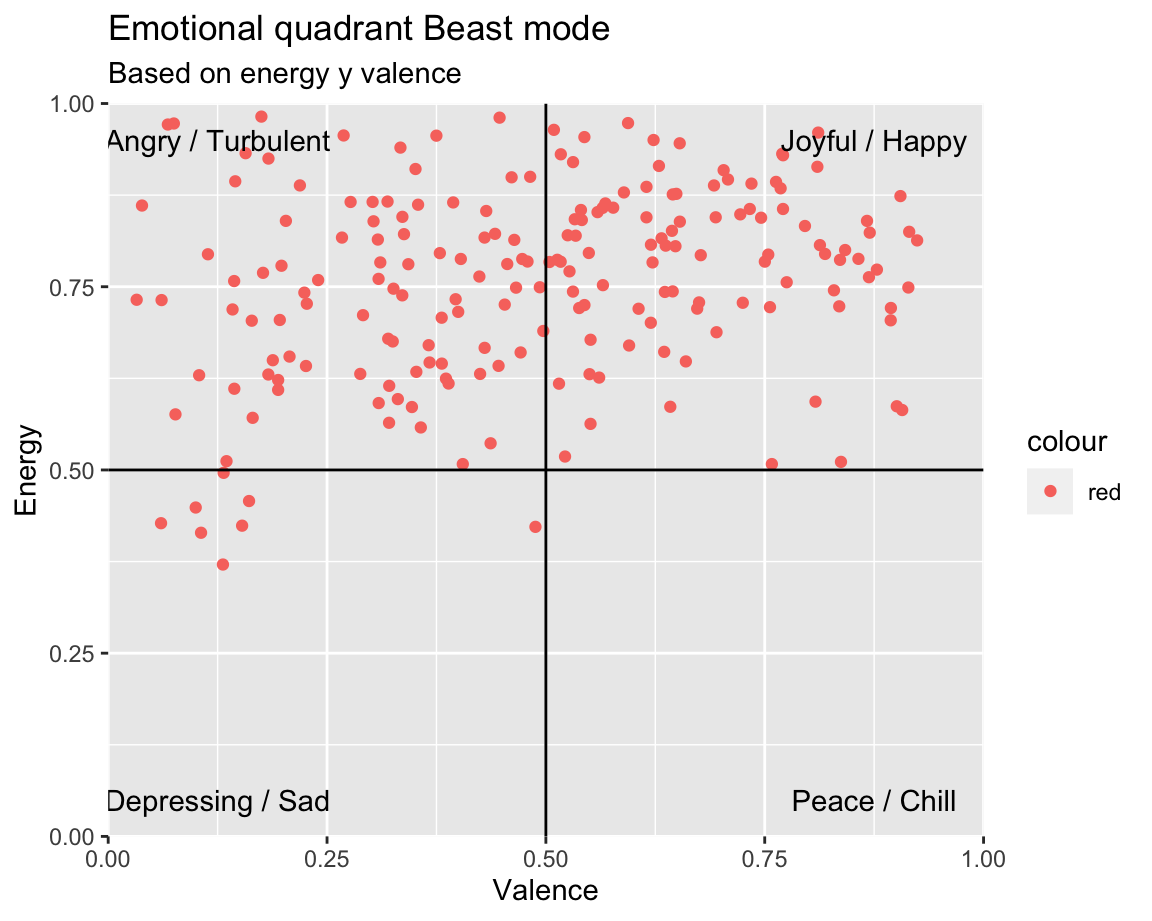 Emotional quadrant Beast mode
Based on energy y valence
1.00
Angry / Turbulent
Joyful / Happy
0.75
Energy
0.50
colour
red
0.25
Depressing / Sad
Peace / Chill
0.00
0.00 0.25 0.50 0.75 1.00
Valence